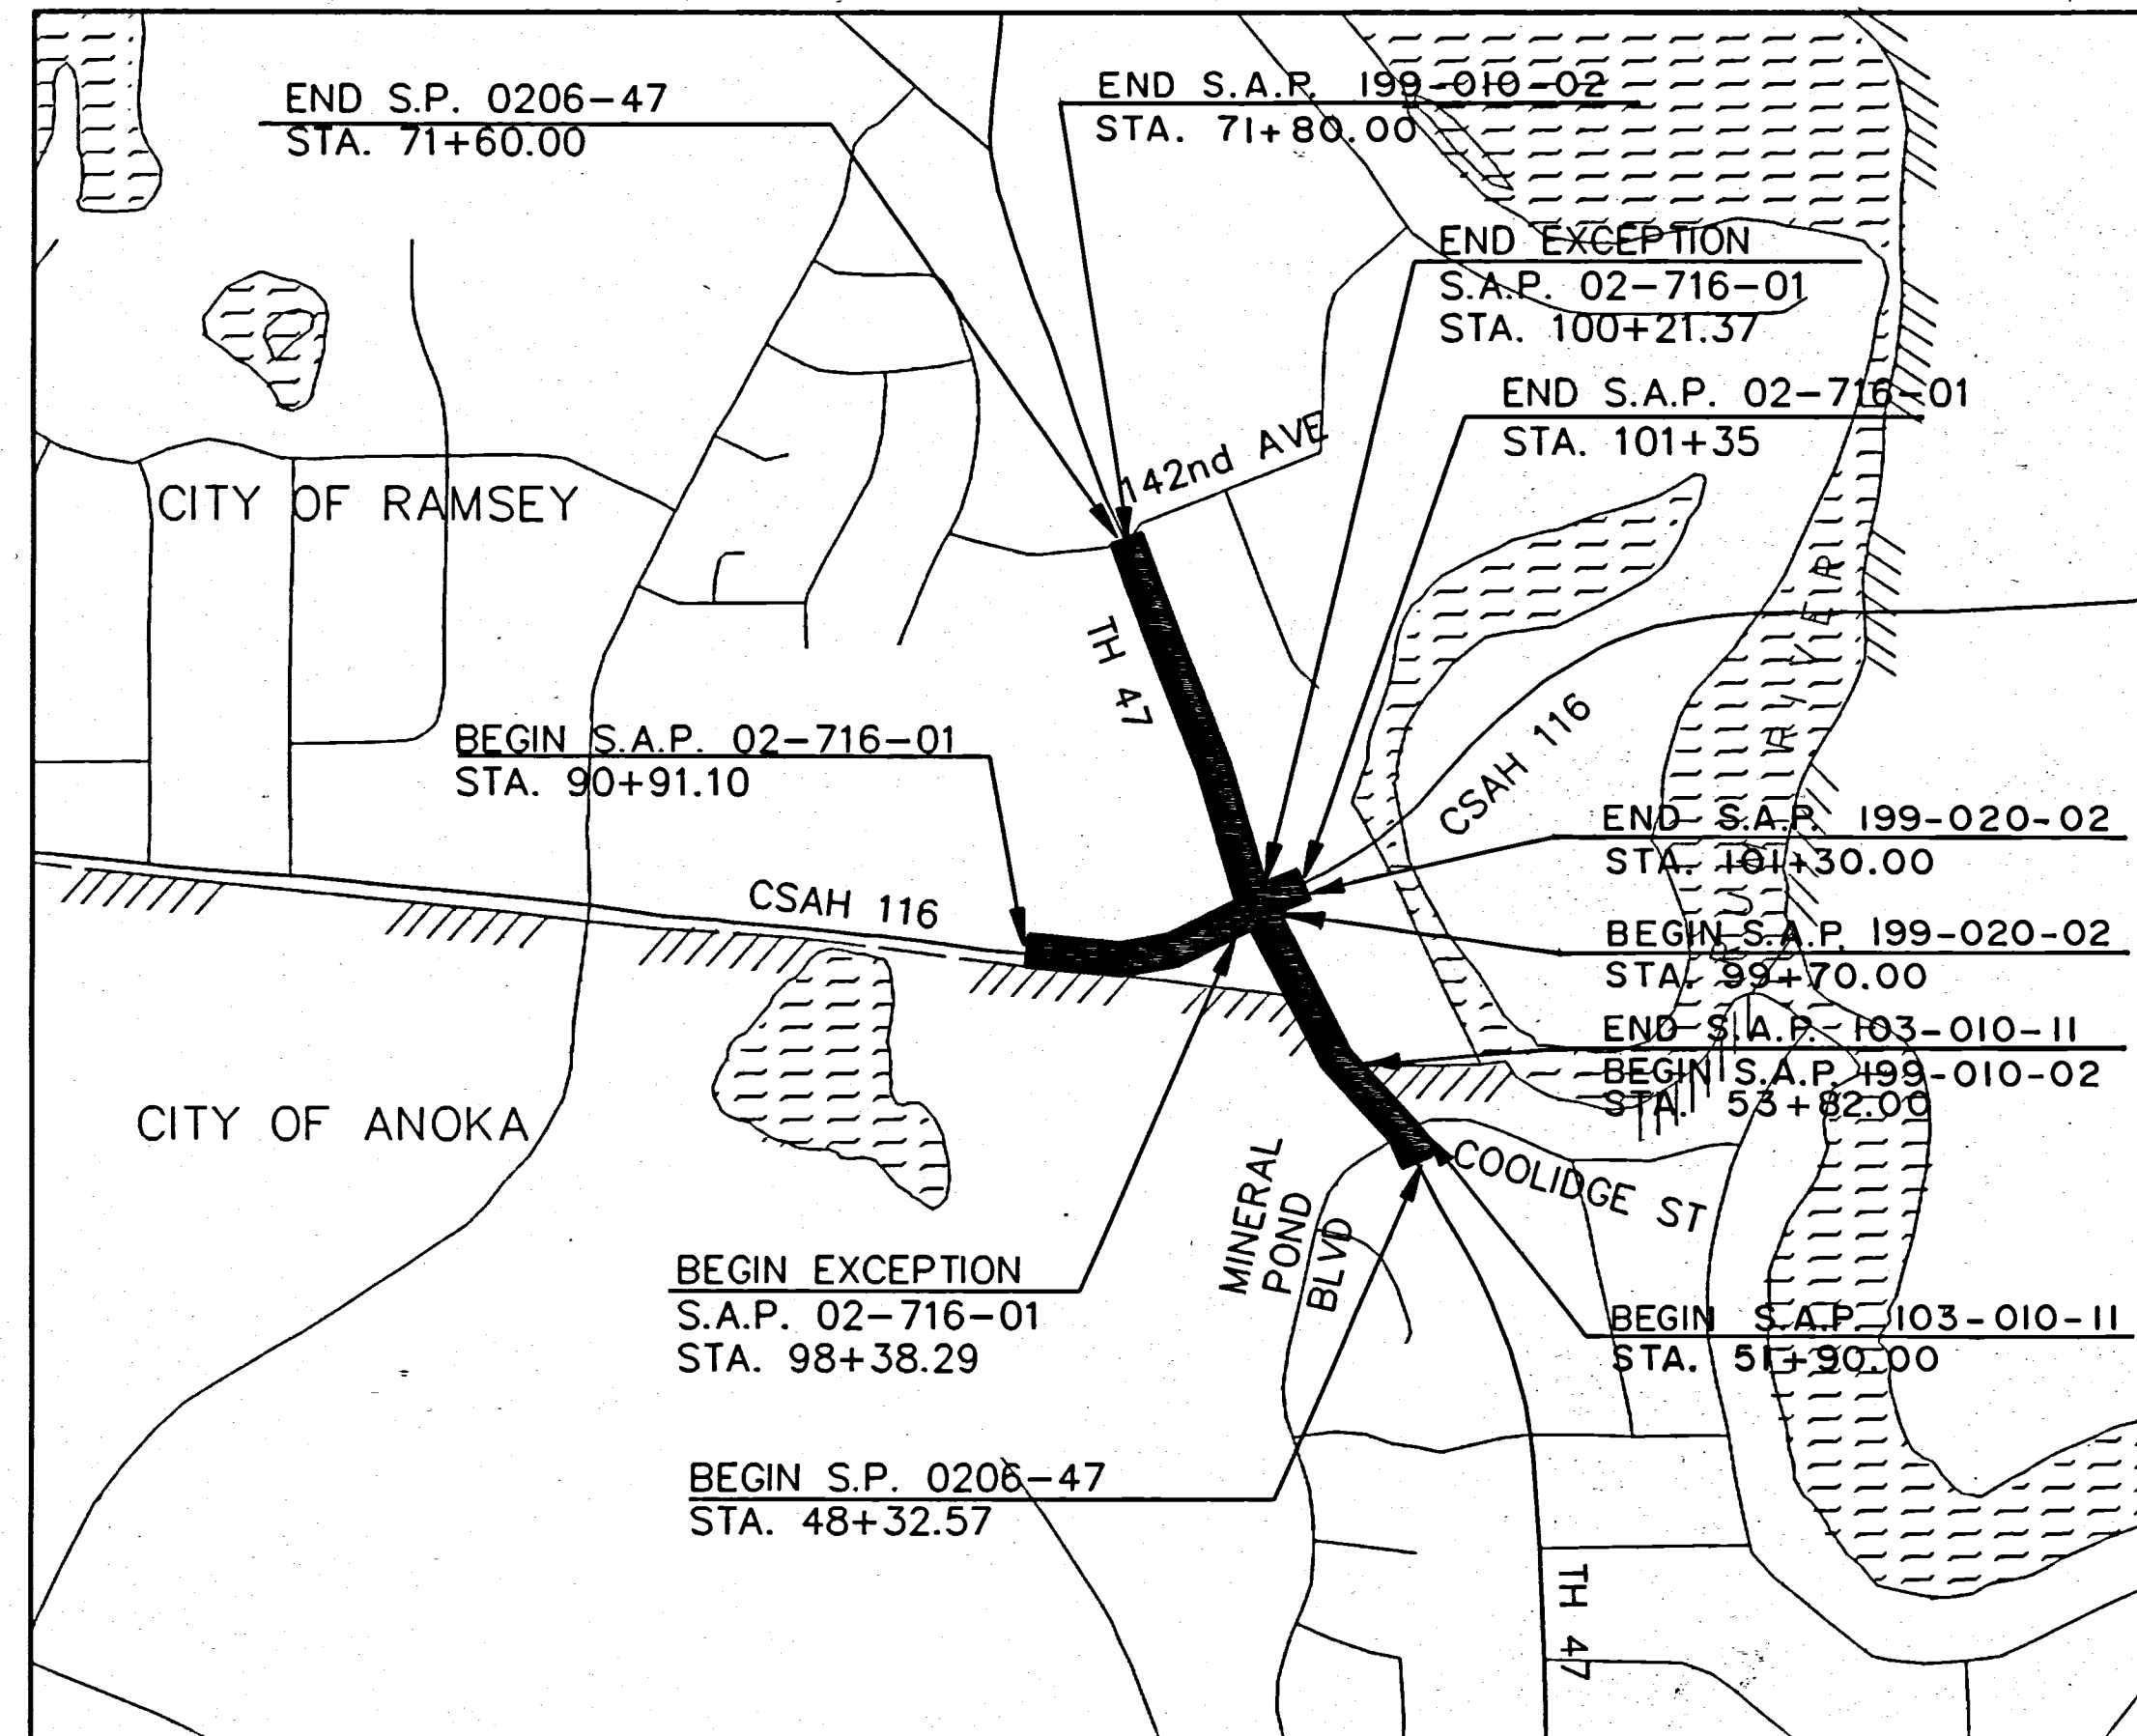 END S.P. 0206-47
STA. 71+60.00
END S.A.P. 199-010-02
STA. 71+80.00
END EXCEPTION
S.A.P. 02-716-01
STA. 100+21.37
END S.A.P. 02-716-01
STA. 101+35
142nd AVE
CITY OF RAMSEY
TH 47
BEGIN S.A.P. 02-716-01
STA. 90+91.10
CSAH 116
CSAH 116
END S.A.P. 199-020-02
STA. 101+30.00
BEGIN S.A.P. 199-020-02
STA. 99+70.00
END S.A.P. 103-010-11
BEGIN S.A.P. 199-010-02
STA. 53+82.00
CITY OF ANOKA
COOLIDGE ST
MINERAL
POND
BLVD
BEGIN EXCEPTION
S.A.P. 02-716-01
STA. 98+38.29
BEGIN S.A.P. 103-010-11
STA. 51+90.00
BEGIN S.P. 0206-47
STA. 48+32.57
TH 47